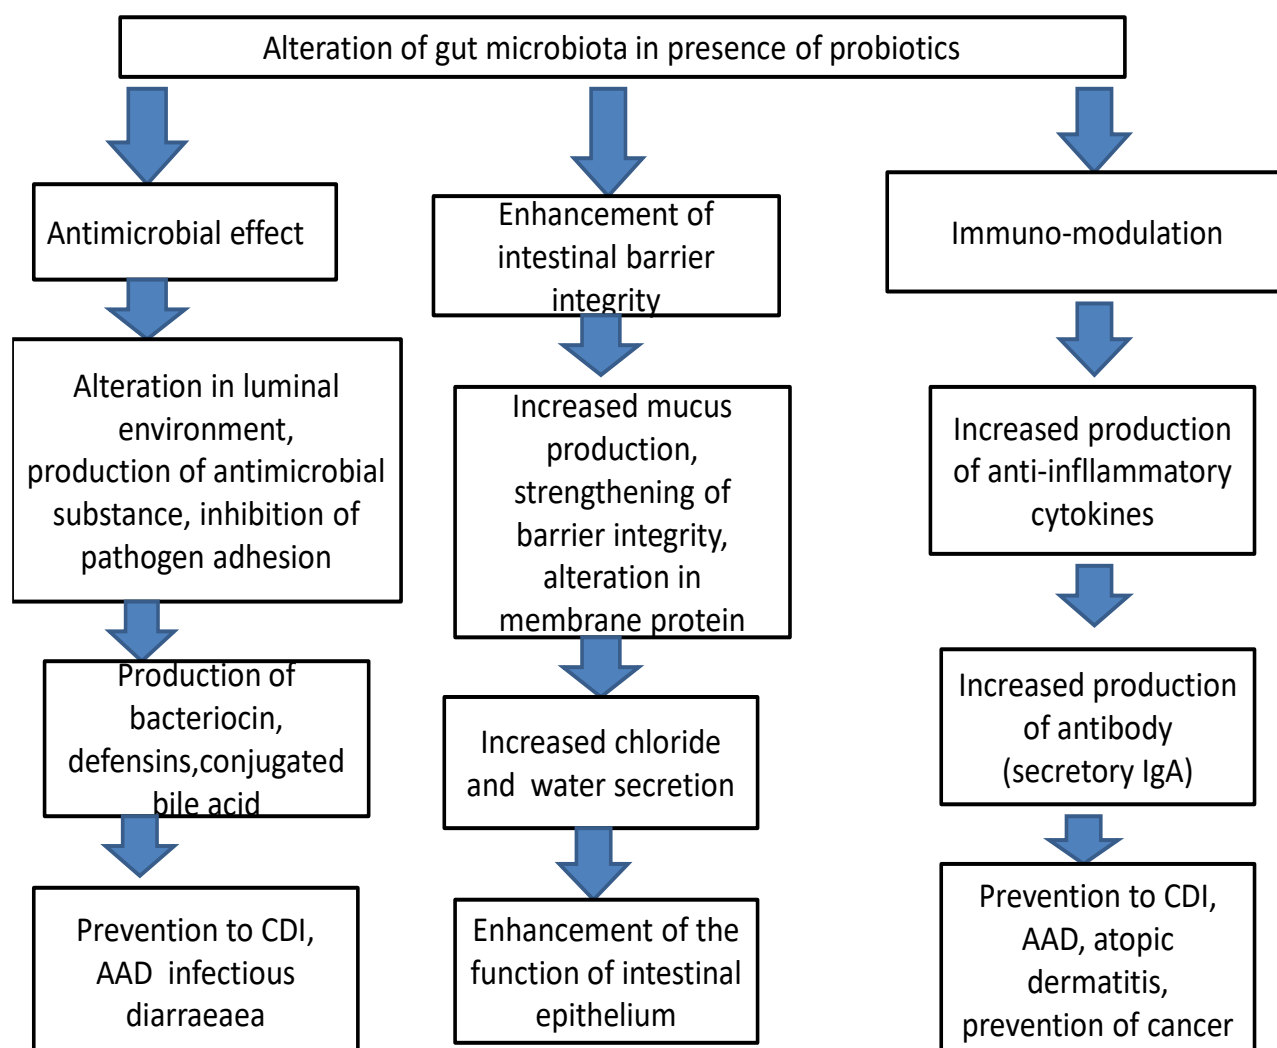 Alteration of gut microbiota in presence of probiotics
Antimicrobial effect
Alteration in luminal
environment,
production of antimicrobial
substance, inhibition of
pathogen adhesion
Production of
bacteriocin,
defensins,conjugated
bile acid
Prevention to CDI,
AAD infectious
diarraeaea
Enhancement of
intestinal barrier
integrity
Increased mucus
production,
strengthening of
barrier integrity,
alteration in
membrane protein
Increased chloride
and water secretion
Enhancement of the
function of intestinal
epithelium
Immuno-modulation
Increased production
of anti-infllammatory
cytokines
Increased production
of antibody
(secretory IgA)
Prevention to CDI,
AAD, atopic
dermatitis,
prevention of cancer